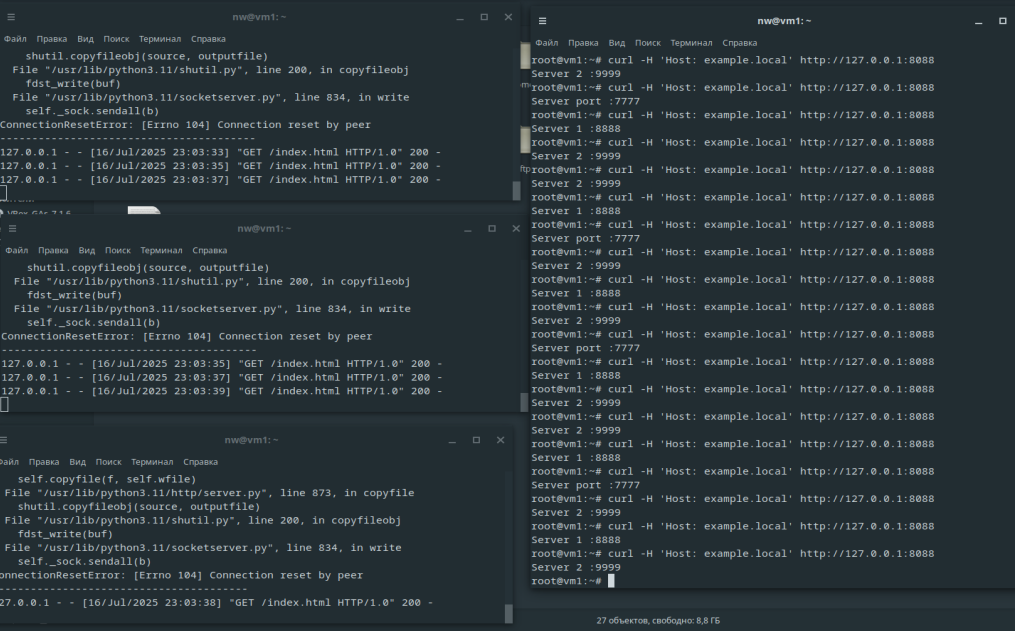 nw@vm1: ~
Файл Правка Вид Поиск Терминал Справка
shutil.copyfileobj(source, outputfile)
File "/usr/lib/python3.11/shutil.py", line 200, in copyfileobj
fdst_write(buf)
File "/usr/lib/python3.11/socketserver.py", line 834, in write
self._sock.sendall(b)
ConnectionResetError: [Errno 104] Connection reset by peer
----------------------------------------
127.0.0.1 - - [16/Jul/2025 23:03:33] "GET /index.html HTTP/1.0" 200 -
127.0.0.1 - - [16/Jul/2025 23:03:35] "GET /index.html HTTP/1.0" 200 -
127.0.0.1 - - [16/Jul/2025 23:03:37] "GET /index.html HTTP/1.0" 200 -
nw@vm1: ~
Файл Правка Вид Поиск Терминал Справка
shutil.copyfileobj(source, outputfile)
File "/usr/lib/python3.11/shutil.py", line 200, in copyfileobj
fdst_write(buf)
File "/usr/lib/python3.11/socketserver.py", line 834, in write
self._sock.sendall(b)
ConnectionResetError: [Errno 104] Connection reset by peer
----------------------------------------
127.0.0.1 - - [16/Jul/2025 23:03:35] "GET /index.html HTTP/1.0" 200 -
127.0.0.1 - - [16/Jul/2025 23:03:37] "GET /index.html HTTP/1.0" 200 -
127.0.0.1 - - [16/Jul/2025 23:03:39] "GET /index.html HTTP/1.0" 200 -
nw@vm1: ~
Файл Правка Вид Поиск Терминал Справка
self.copyfile(f, self.wfile)
File "/usr/lib/python3.11/http/server.py", line 873, in copyfile
shutil.copyfileobj(source, outputfile)
File "/usr/lib/python3.11/shutil.py", line 200, in copyfileobj
fdst_write(buf)
File "/usr/lib/python3.11/socketserver.py", line 834, in write
self._sock.sendall(b)
onnectionResetError: [Errno 104] Connection reset by peer
----------------------------------------
27.0.0.1 - - [16/Jul/2025 23:03:38] "GET /index.html HTTP/1.0" 200 -
nw@vm1: ~
Файл Правка Вид Поиск Терминал Справка
root@vm1:~# curl -H 'Host: example.local' http://127.0.0.1:8088
Server 2 :9999
root@vm1:~# curl -H 'Host: example.local' http://127.0.0.1:8088
Server port :7777
root@vm1:~# curl -H 'Host: example.local' http://127.0.0.1:8088
Server 1 :8888
root@vm1:~# curl -H 'Host: example.local' http://127.0.0.1:8088
Server 2 :9999
root@vm1:~# curl -H 'Host: example.local' http://127.0.0.1:8088
Server 2 :9999
root@vm1:~# curl -H 'Host: example.local' http://127.0.0.1:8088
Server 1 :8888
root@vm1:~# curl -H 'Host: example.local' http://127.0.0.1:8088
Server port :7777
root@vm1:~# curl -H 'Host: example.local' http://127.0.0.1:8088
Server 2 :9999
root@vm1:~# curl -H 'Host: example.local' http://127.0.0.1:8088
Server 1 :8888
root@vm1:~# curl -H 'Host: example.local' http://127.0.0.1:8088
Server 2 :9999
root@vm1:~# curl -H 'Host: example.local' http://127.0.0.1:8088
Server port :7777
root@vm1:~# curl -H 'Host: example.local' http://127.0.0.1:8088
Server 1 :8888
root@vm1:~# curl -H 'Host: example.local' http://127.0.0.1:8088
Server 2 :9999
root@vm1:~# curl -H 'Host: example.local' http://127.0.0.1:8088
Server 2 :9999
root@vm1:~# curl -H 'Host: example.local' http://127.0.0.1:8088
Server 1 :8888
root@vm1:~# curl -H 'Host: example.local' http://127.0.0.1:8088
Server port :7777
root@vm1:~# curl -H 'Host: example.local' http://127.0.0.1:8088
Server 2 :9999
root@vm1:~# curl -H 'Host: example.local' http://127.0.0.1:8088
Server 1 :8888
root@vm1:~# curl -H 'Host: example.local' http://127.0.0.1:8088
Server 2 :9999
root@vm1:~#
27 объектов, свободно: 8,8 ГБ